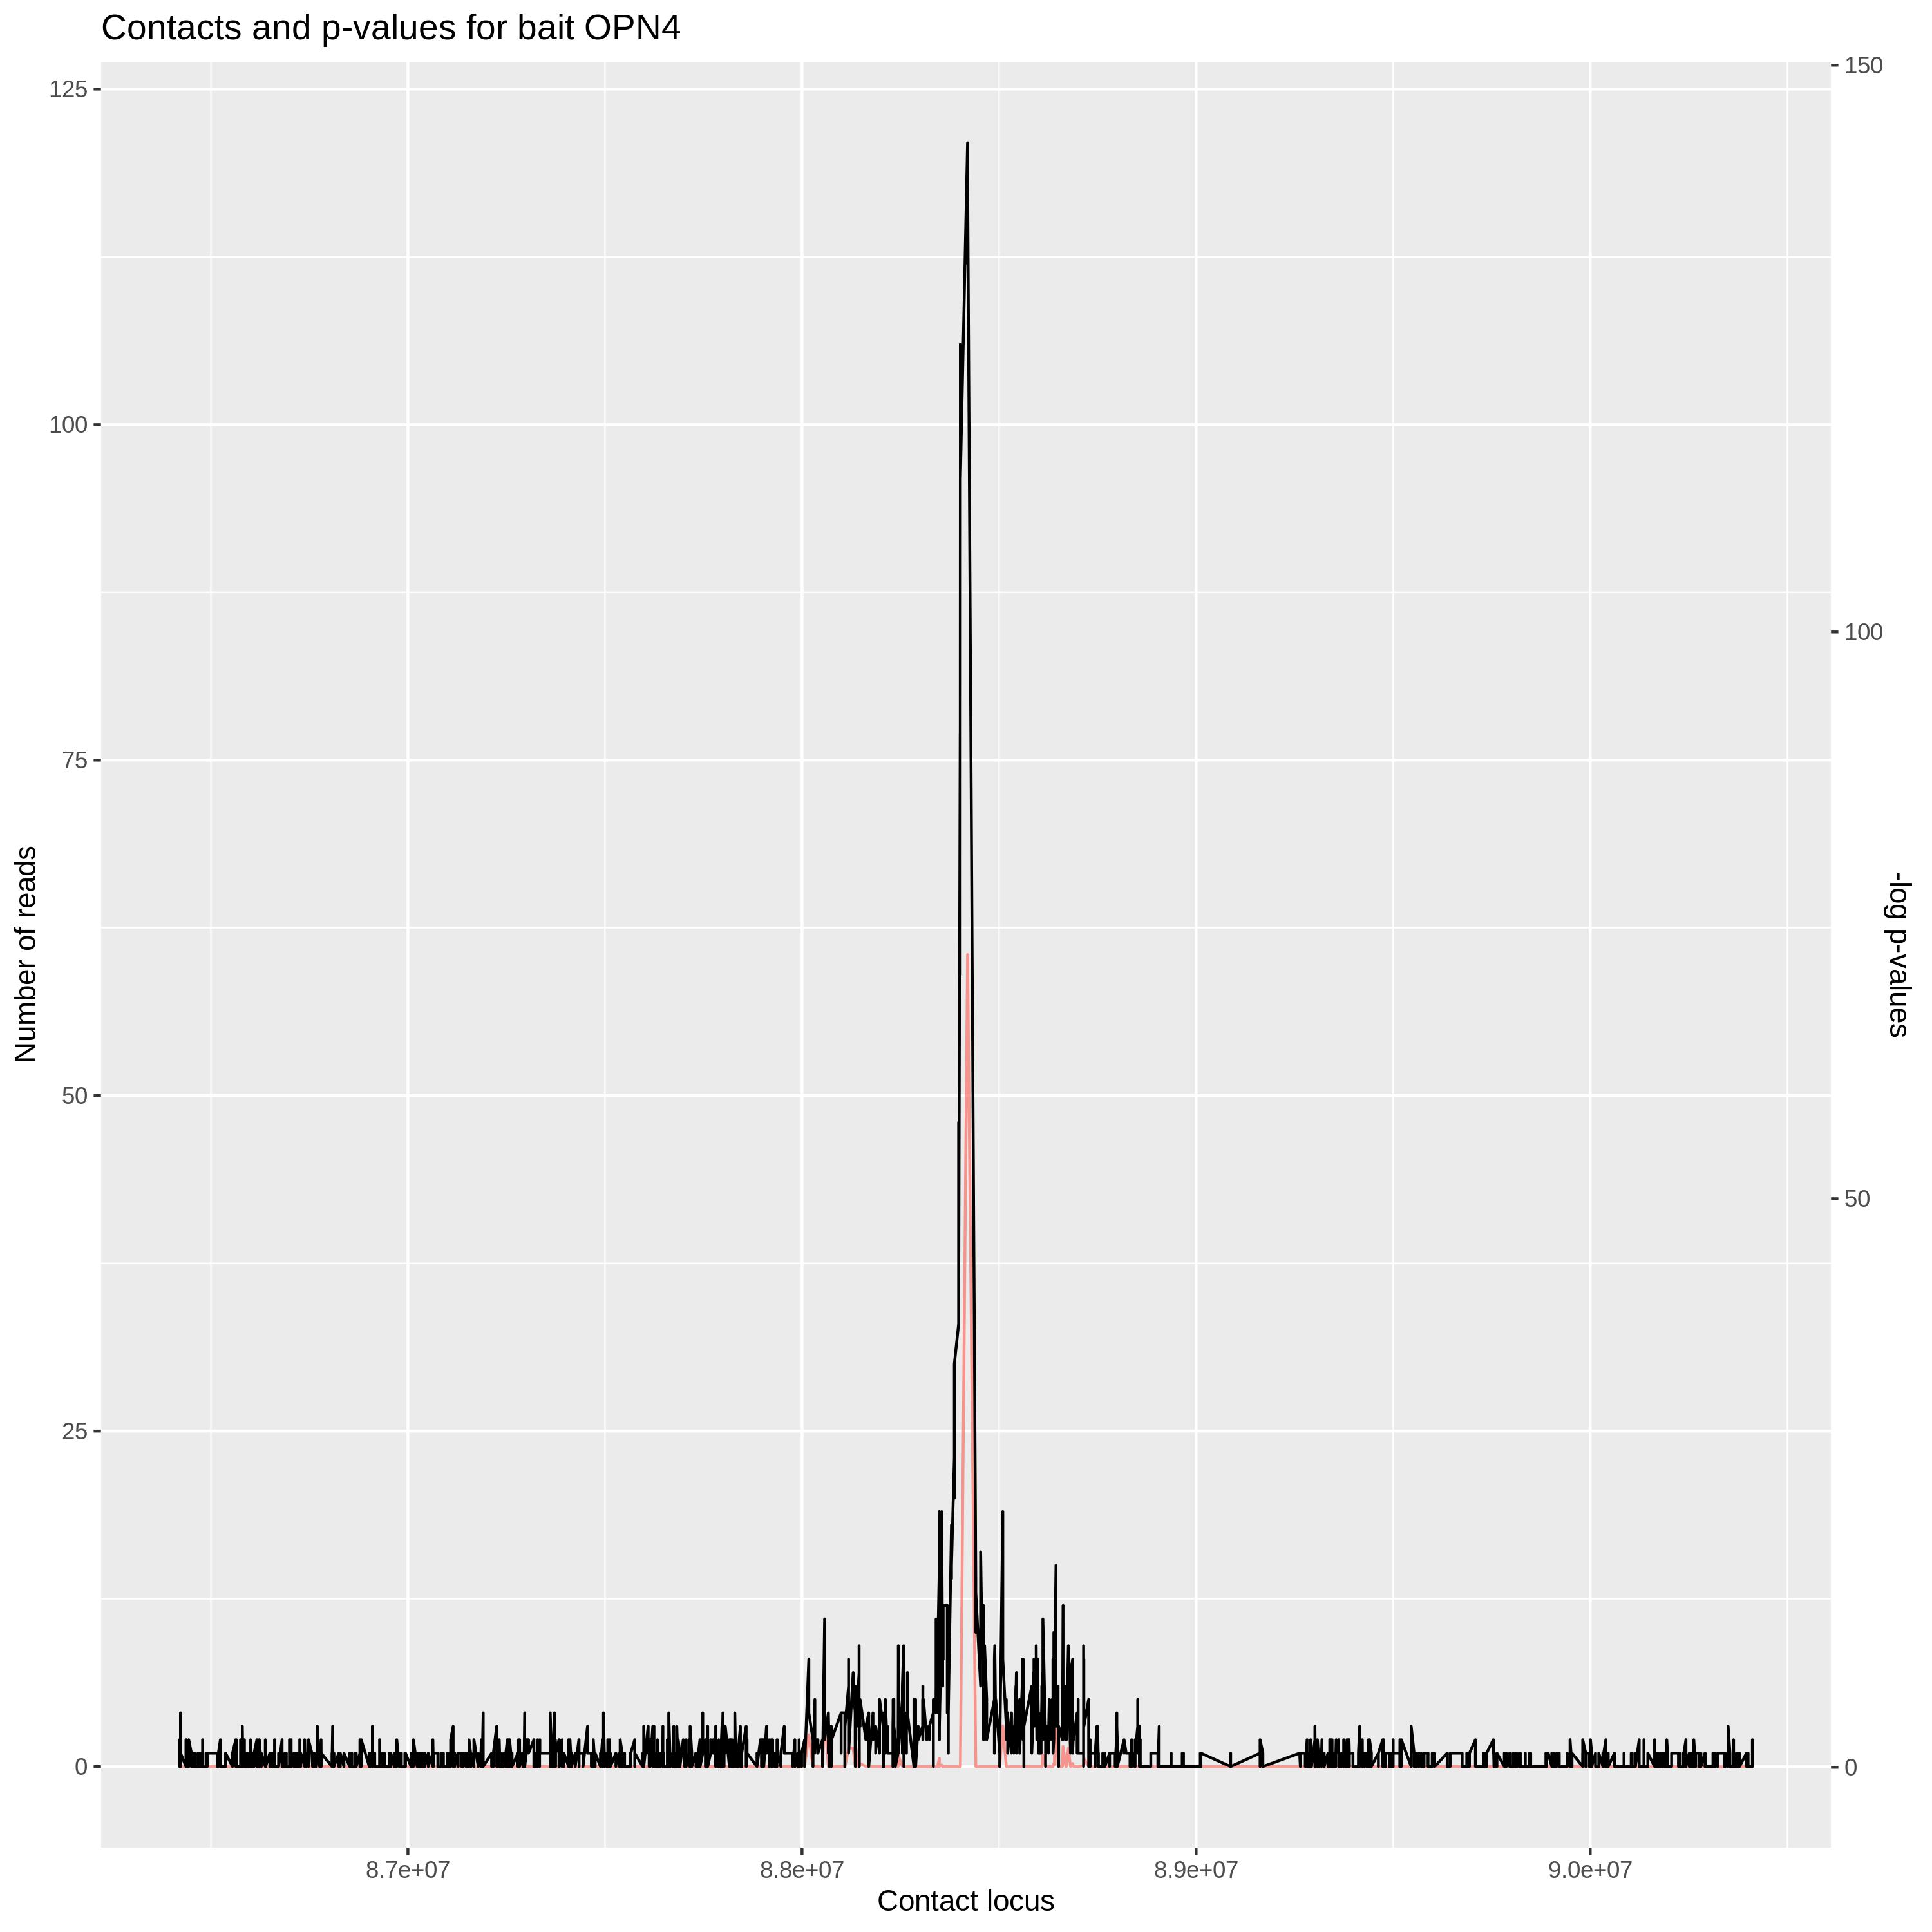 Contacts and p-values for bait OPN4
125
100
75
50
25
0
150
100
50
0
Number of reads
-log p-values
8.7e+07
8.8e+07
8.9e+07
9.0e+07
Contact locus